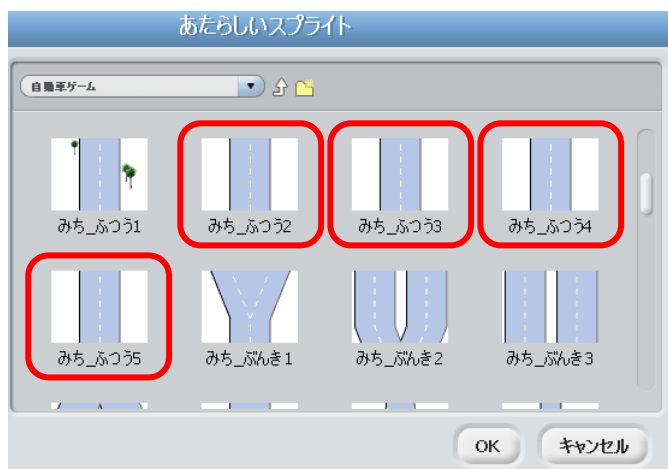 あたらしいスプライト
自動車ゲーム
みち_ふつう1
みち_ふつう2
みち_ふつう3
みち_ふつう4
みち_ふつう5
みち_ぶんき1
みち_ぶんき2
みち_ぶんき3
OK
キャンセル